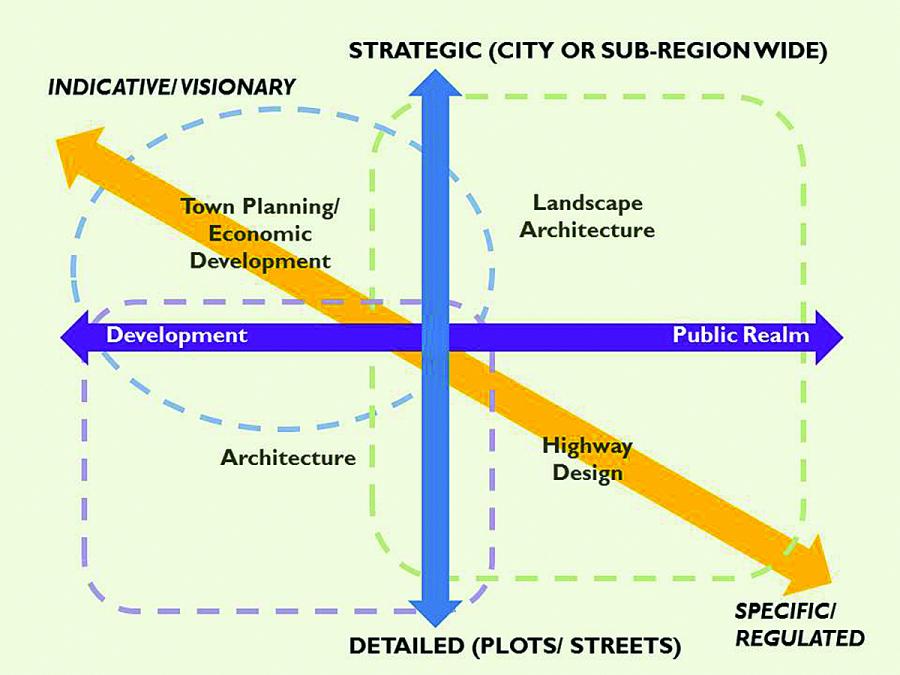 STRATEGIC (CITY OR SUB-REGION WIDE)
INDICATIVE/ VISIONARY
Town Planning/
Economic
Development
Landscape
Architecture
Development
Public Realm
Architecture
Highway
Design
SPECIFIC/
REGULATED
DETAILED (PLOTS/ STREETS)